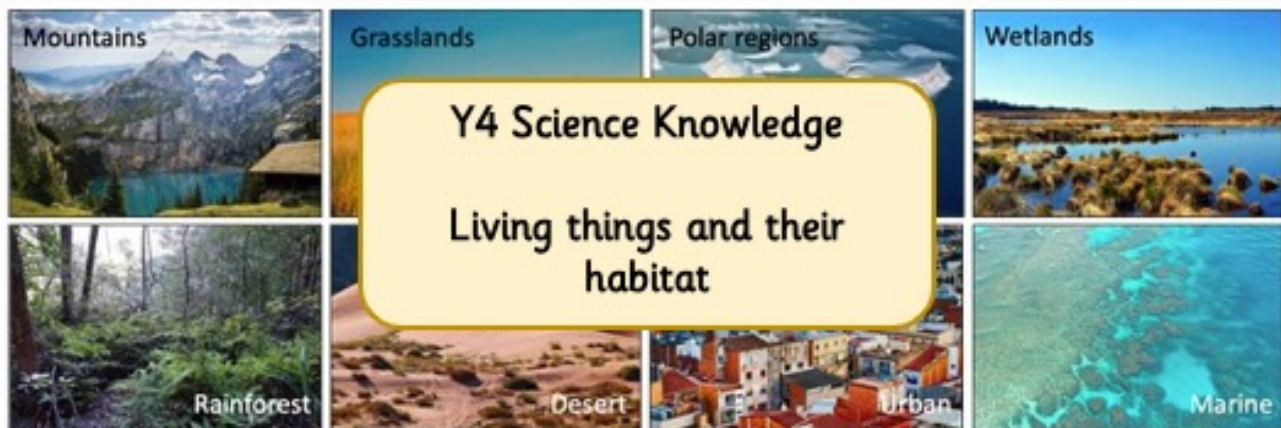 Mountains
Grasslands
Polar regions
Wetlands
Y4 Science Knowledge
Living things and their
habitat
Rainforest
Desert
Urban
Marine